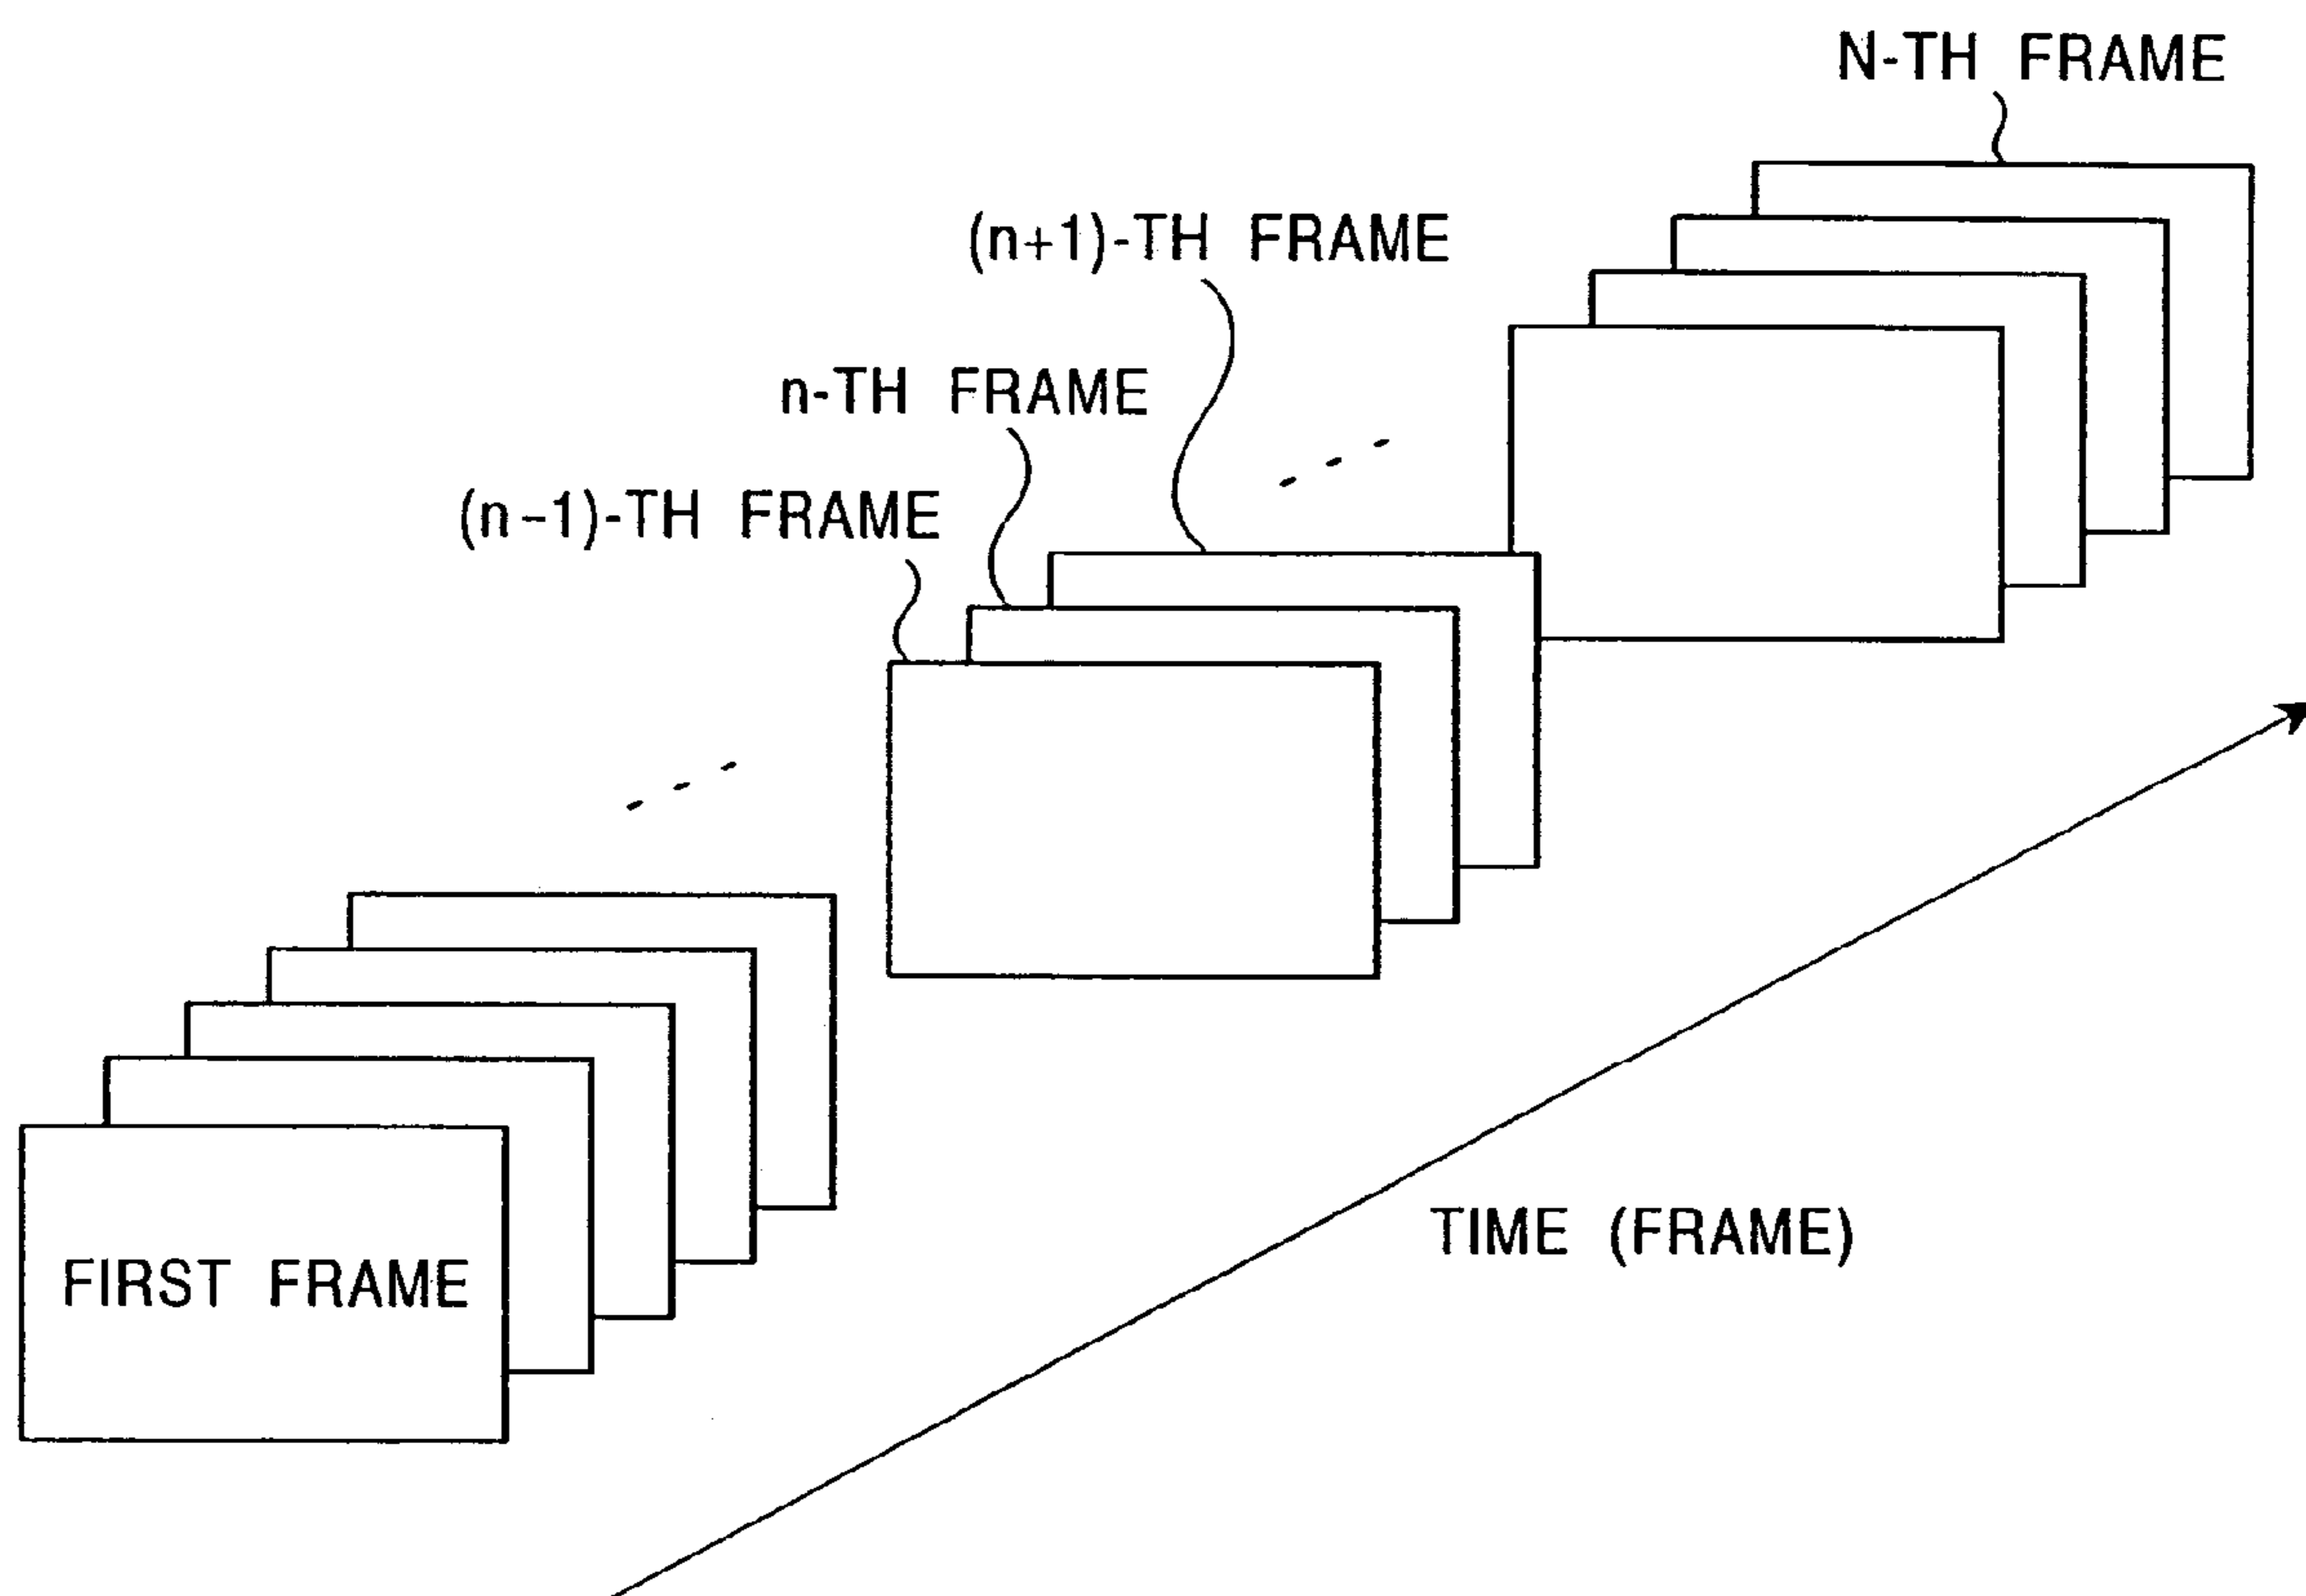 N-TH FRAME
(n+1)-TH FRAME
n-TH FRAME
(n-1)-TH FRAME
FIRST FRAME
TIME (FRAME)